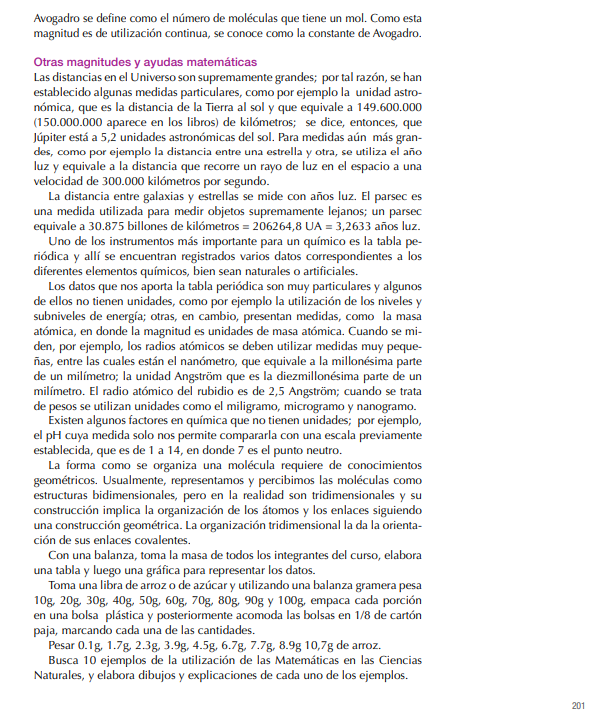 Avogadro se define como el número de moléculas que tiene un mol. Como esta
magnitud es de utilización continua, se conoce como la constante de Avogadro.
Otras magnitudes y ayudas matemáticas
Las distancias en el Universo son supremamente grandes; por tal razón, se han
establecido algunas medidas particulares, como por ejemplo la unidad astro-
nómica, que es la distancia de la Tierra al sol y que equivale a 149.600.000
(150.000.000 aparece en los libros) de kilómetros; se dice, entonces, que
Júpiter está a 5,2 unidades astronómicas del sol. Para medidas aún más gran-
des, como por ejemplo la distancia entre una estrella y otra, se utiliza el año
luz y equivale a la distancia que recorre un rayo de luz en el espacio a una
velocidad de 300.000 kilómetros por segundo.
La distancia entre galaxias y estrellas se mide con años luz. El parsec es
una medida utilizada para medir objetos supremamente lejanos; un parsec
equivale a 30.875 billones de kilómetros = 206264,8 UA = 3,2633 años luz.
Uno de los instrumentos más importante para un químico es la tabla pe-
riódica y allí se encuentran registrados varios datos correspondientes a los
diferentes elementos químicos, bien sean naturales o artificiales.
Los datos que nos aporta la tabla periódica son muy particulares y algunos
de ellos no tienen unidades, como por ejemplo la utilización de los niveles y
subniveles de energía; otras, en cambio, presentan medidas, como la masa
atómica, en donde la magnitud es unidades de masa atómica. Cuando se mi-
den, por ejemplo, los radios atómicos se deben utilizar medidas muy peque-
ñas, entre las cuales están el nanómetro, que equivale a la millonésima parte
de un milímetro; la unidad Angström que es la diezmillonésima parte de un
milímetro. El radio atómico del rubidio es de 2,5 Angström; cuando se trata
de pesos se utilizan unidades como el miligramo, microgramo y nanogramo.
Existen algunos factores en química que no tienen unidades; por ejemplo,
el pH cuya medida solo nos permite compararla con una escala previamente
establecida, que es de 1 a 14, en donde 7 es el punto neutro.
La forma como se organiza una molécula requiere de conocimientos
geométricos. Usualmente, representamos y percibimos las moléculas como
estructuras bidimensionales, pero en la realidad son tridimensionales y su
construcción implica la organización de los átomos y los enlaces siguiendo
una construcción geométrica. La organización tridimensional la da la orienta-
ción de sus enlaces covalentes.
Con una balanza, toma la masa de todos los integrantes del curso, elabora
una tabla y luego una gráfica para representar los datos.
Toma una libra de arroz o de azúcar y utilizando una balanza gramera pesa
10g, 20g, 30g, 40g, 50g, 60g, 70g, 80g, 90g y 100g, empaca cada porción
en una bolsa plástica y posteriormente acomoda las bolsas en 1/8 de cartón
paja, marcando cada una de las cantidades.
Pesar 0.1g, 1.7g, 2.3g, 3.9g, 4.5g, 6.7g, 7.7g, 8.9g 10,7g de arroz.
Busca 10 ejemplos de la utilización de las Matemáticas en las Ciencias
Naturales, y elabora dibujos y explicaciones de cada uno de los ejemplos.
201